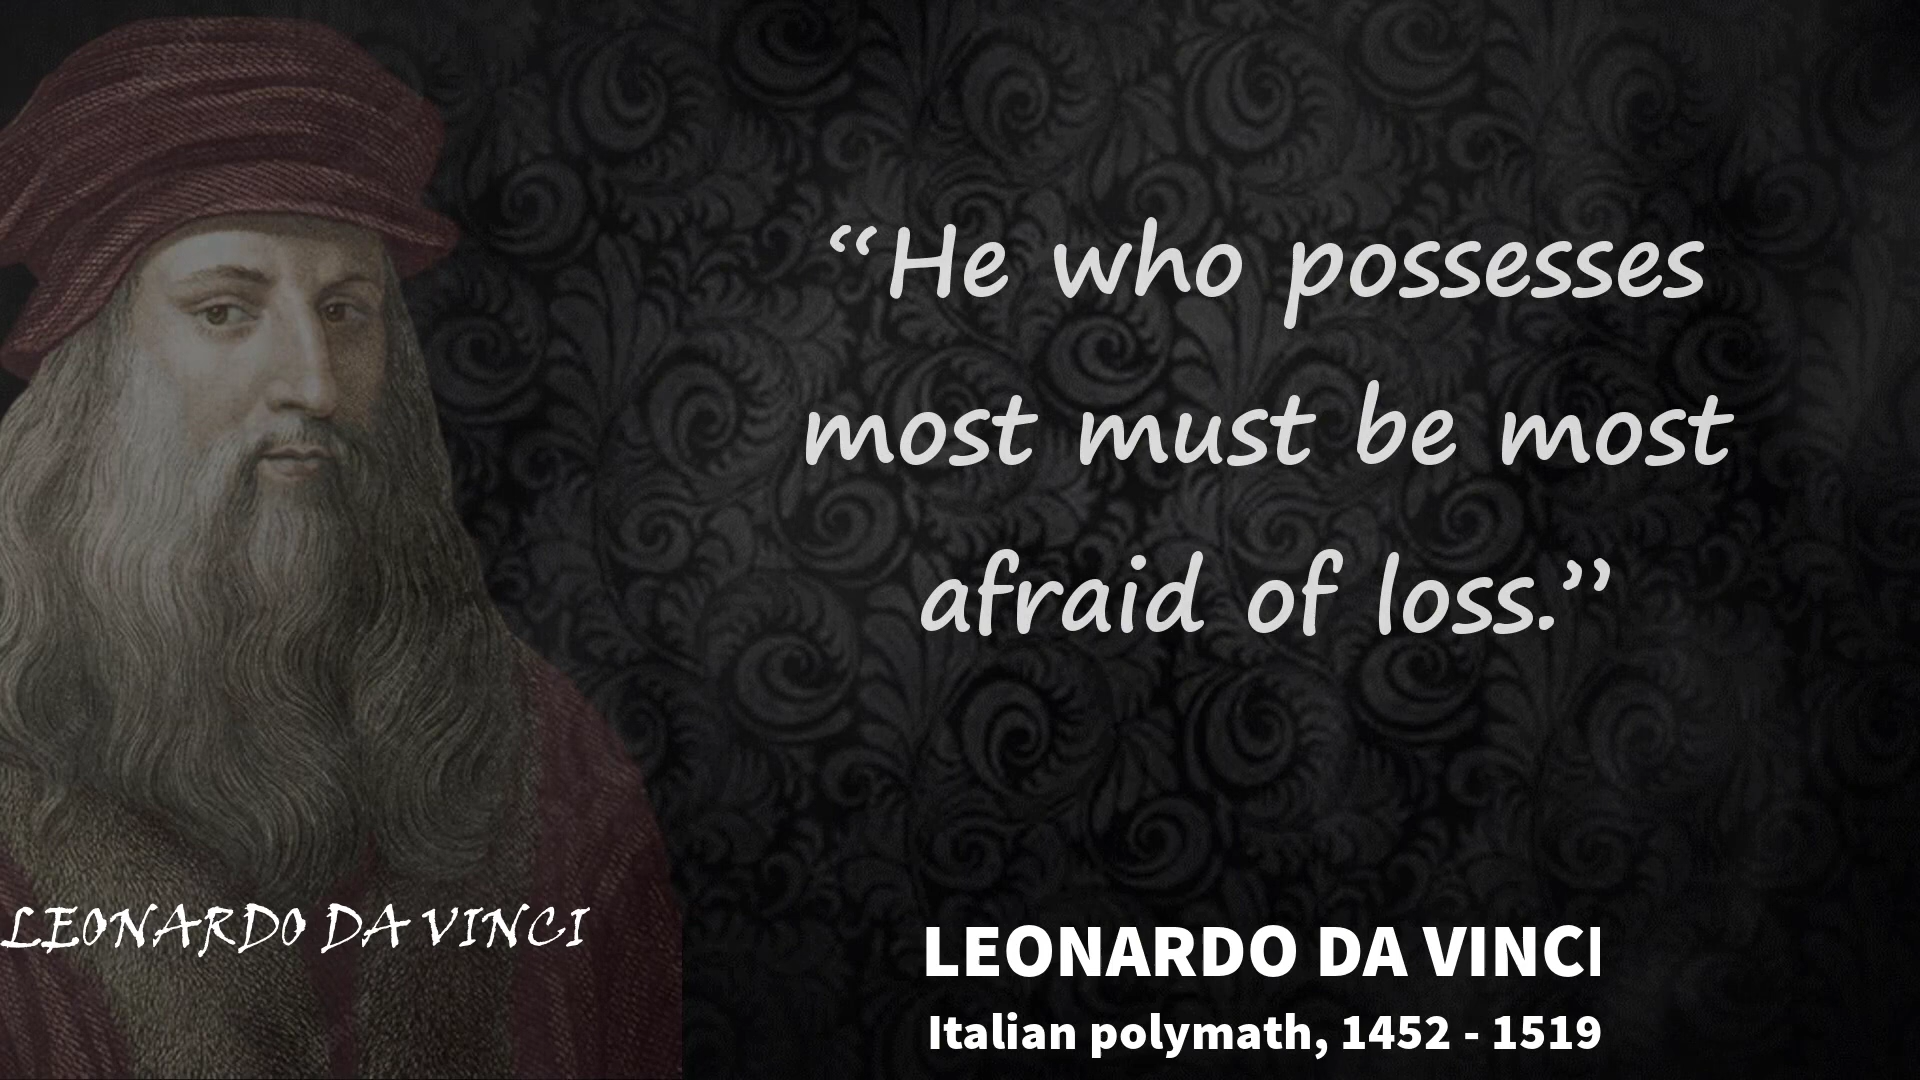 “He who possesses
most must be most
afraid of loss.”
LEONARDO DA VINCI
LEONARDO DA VINCI
Italian polymath, 1452 - 1519